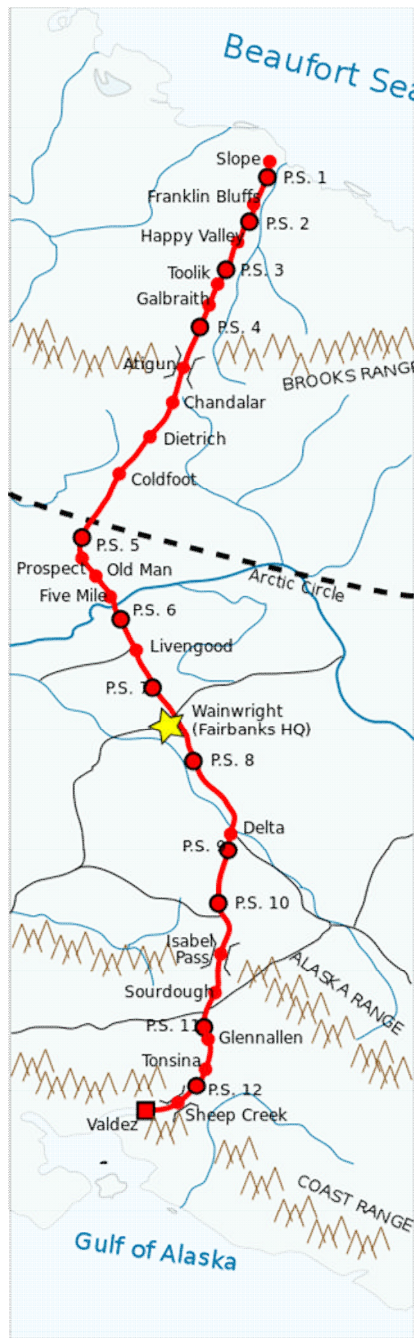 Beaufort Sea
Slope
P.S. 1
Franklin Bluffs
P.S. 2
Happy Valley
Toolik
P.S. 3
Galbraith
P.S. 4
Atigun
BROOKS RANGE
Chandalar
Dietrich
Coldfoot
P.S. 5
Prospect
Old Man
Arctic Circle
Five Mile
P.S. 6
Livengood
P.S. 7
Wainwright
(Fairbanks HQ)
P.S. 8
Delta
P.S. 9
P.S. 10
Isabel
Pass
ALASKA RANGE
Sourdough
P.S. 11
Glennallen
Tonsina
P.S. 12
Sheep Creek
Valdez
COAST RANGE
Gulf of Alaska